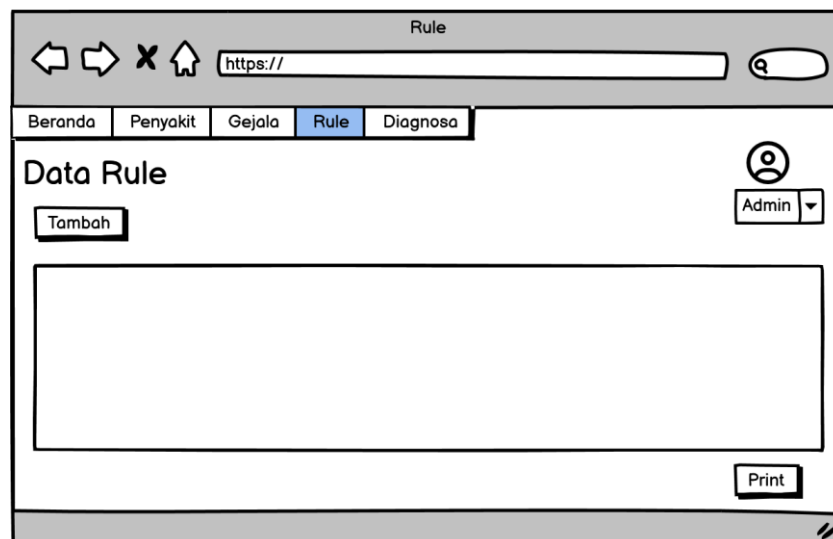 Rule
https://
Beranda Penyakit Gejala Rule Diagnosa
Data Rule
Admin
Tambah
Print